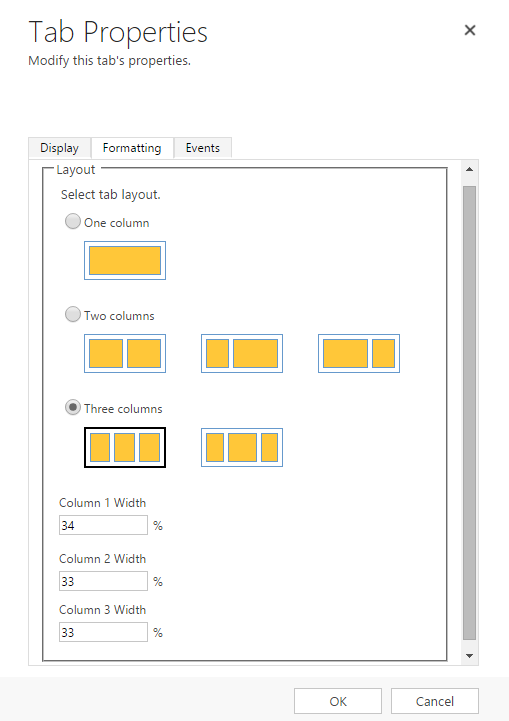 Tab Properties
Modify this tab's properties.
Display Formatting Events
Layout
Select tab layout.
One column
Two columns
Three columns
Column 1 Width
34 %
Column 2 Width
33 %
Column 3 Width
33 %
OK Cancel